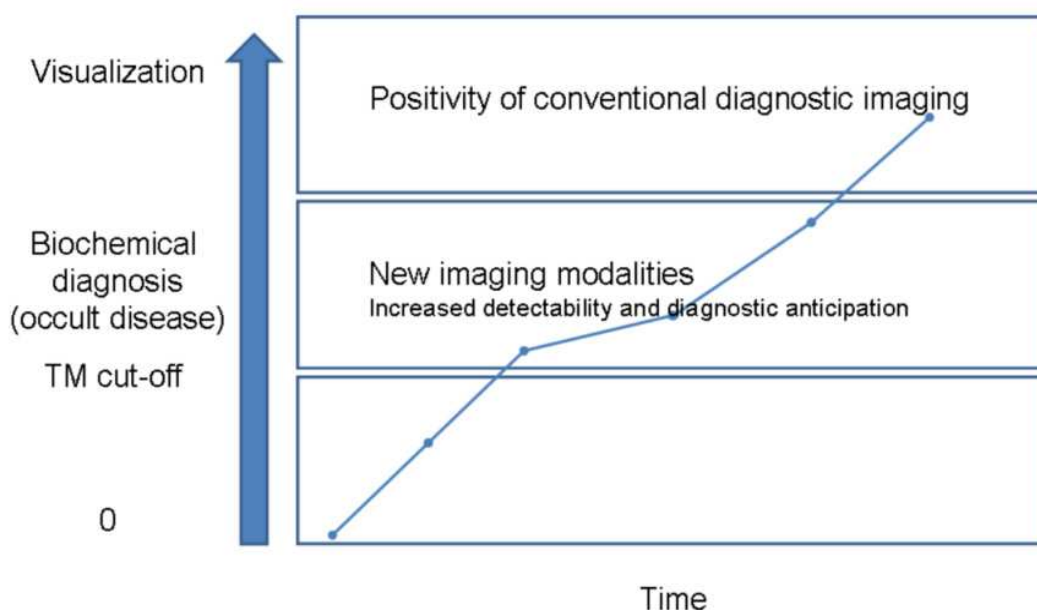 Visualization
Positivity of conventional diagnostic imaging
Biochemical
diagnosis
(occult disease)
New imaging modalities
Increased detectability and diagnostic anticipation
TM cut-off
0
Time